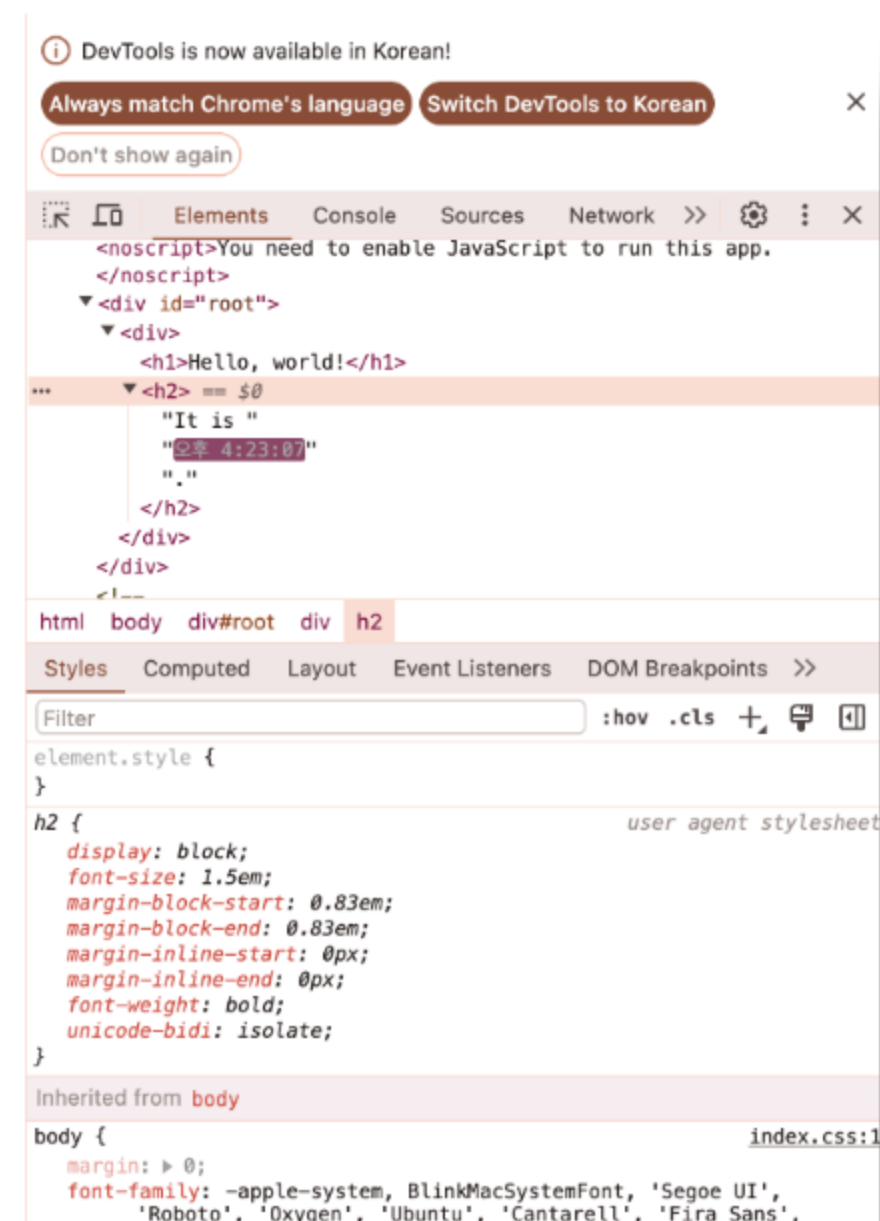 DevTools is now available in Korean!
Always match Chrome's language Switch DevTools to Korean
Don't show again
Elements Console Sources Network
<noscript>You need to enable JavaScript to run this app.
</noscript>
<div id="root">
<div>
<h1>Hello, world!</h1>
<h2> == $0
"It is "
"오후 4:23:07"
"."
</h2>
</div>
</div>
<!--
html body div#root div h2
Styles Computed Layout Event Listeners DOM Breakpoints
Filter :hov .cls
element.style {
}
h2 { user agent stylesheet
display: block;
font-size: 1.5em;
margin-block-start: 0.83em;
margin-block-end: 0.83em;
margin-inline-start: 0px;
margin-inline-end: 0px;
font-weight: bold;
unicode-bidi: isolate;
}
Inherited from body
body { index.css:1
margin: 0;
font-family: -apple-system, BlinkMacSystemFont, 'Segoe UI',
'Roboto', 'Oxygen', 'Ubuntu', 'Cantarell', 'Fira Sans',